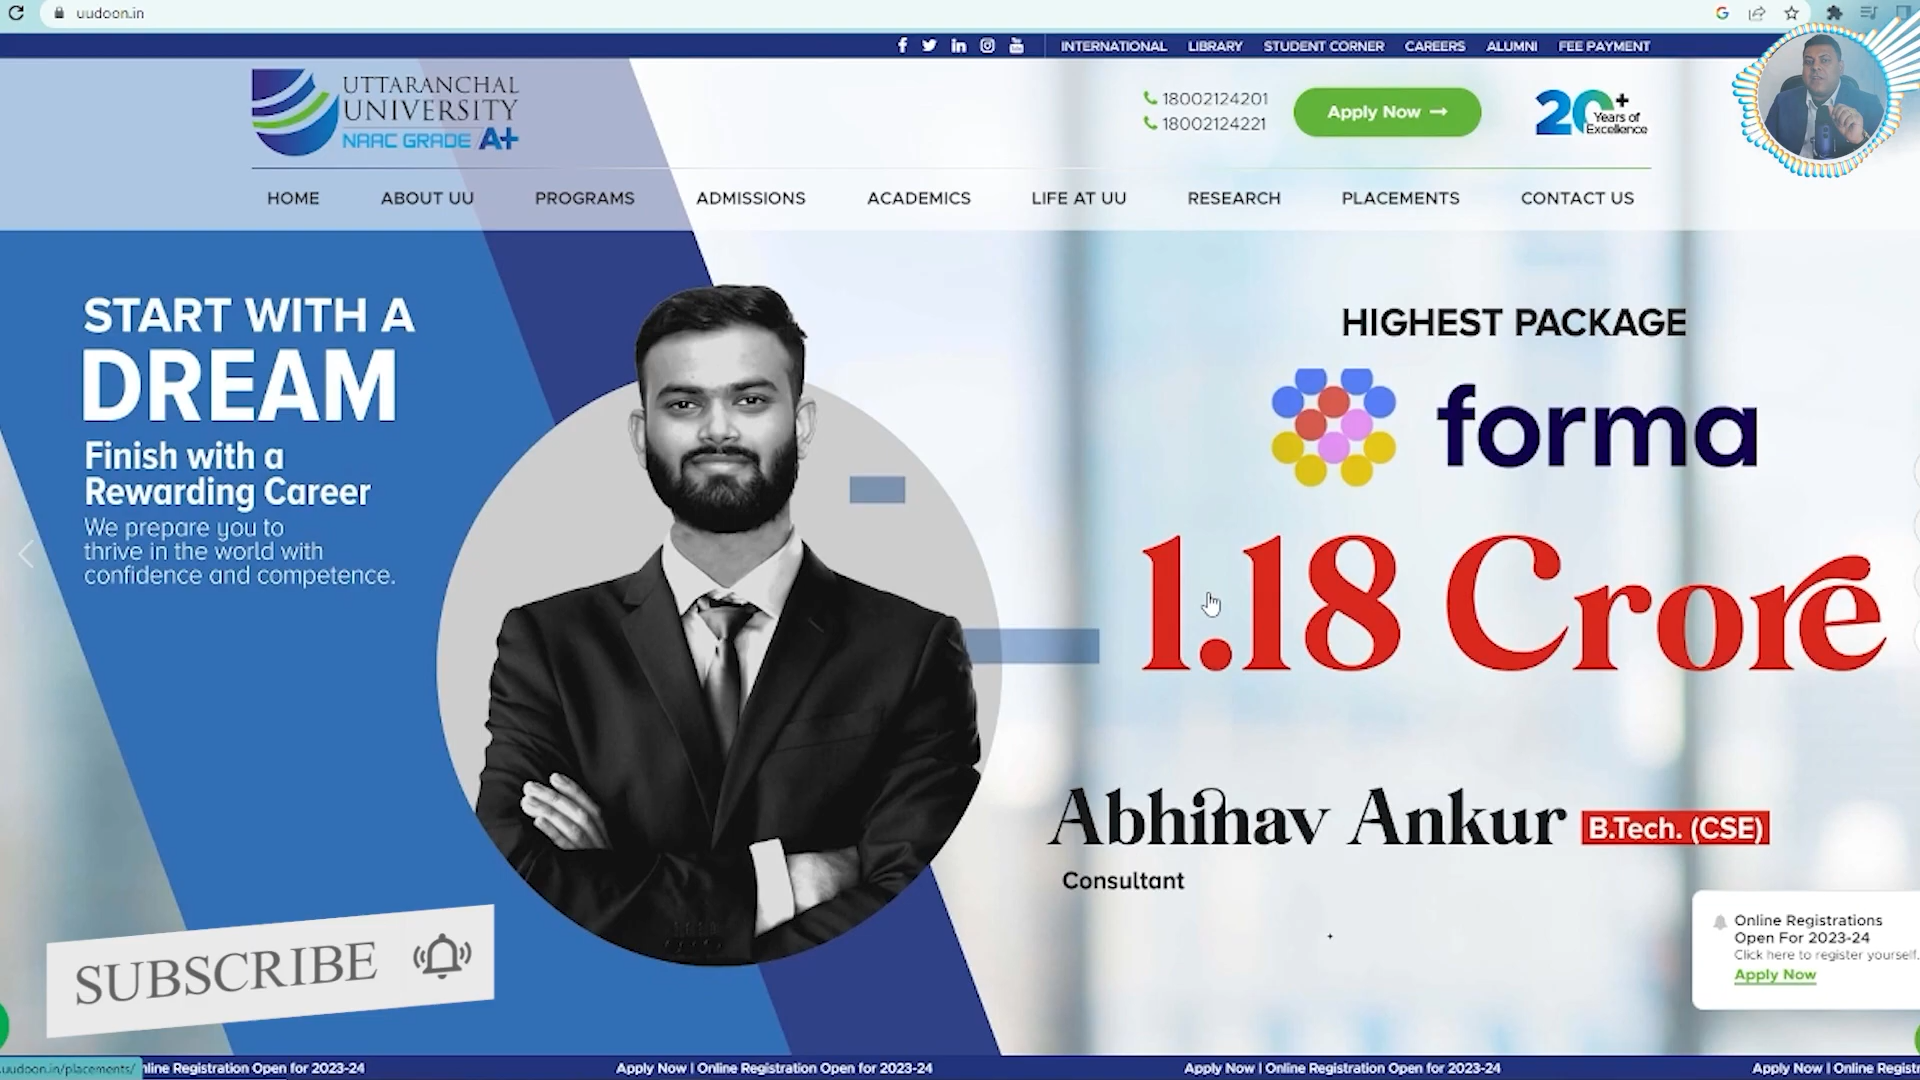 uudoon.in
INTERNATIONAL LIBRARY STUDENT CORNER CAREERS ALUMNI FEE PAYMENT
UTTARANCHAL
UNIVERSITY
NAAC GRADE A+
18002124201
18002124221
Apply Now →
20+
Years of
Excellence
HOME ABOUT UU PROGRAMS ADMISSIONS ACADEMICS LIFE AT UU RESEARCH PLACEMENTS CONTACT US
START WITH A
DREAM
Finish with a
Rewarding Career
We prepare you to
thrive in the world with
confidence and competence.
HIGHEST PACKAGE
forma
1.18 Crore
Abhinav Ankur B.Tech. (CSE)
Consultant
SUBSCRIBE
Online Registrations
Open For 2023-24
Click here to register yourself.
Apply Now
uudoon.in/placements/
nline Registration Open for 2023-24 Apply Now | Online Registration Open for 2023-24 Apply Now | Online Registration Open for 2023-24 Apply Now | Online Regist